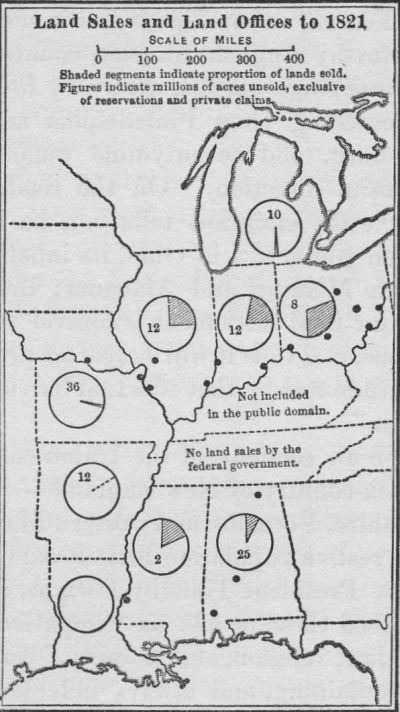 Land Sales and Land Offices to 1821
SCALE OF MILES
100 200 300 400
Shaded segments indicate proportion of lands sold.
Figures indicate millions of acres unsold, exclusive
of reservations and private claims.
10
8
12
12
36
Not included
in the public domain.
No land sales by the
federal government.
12
2
25